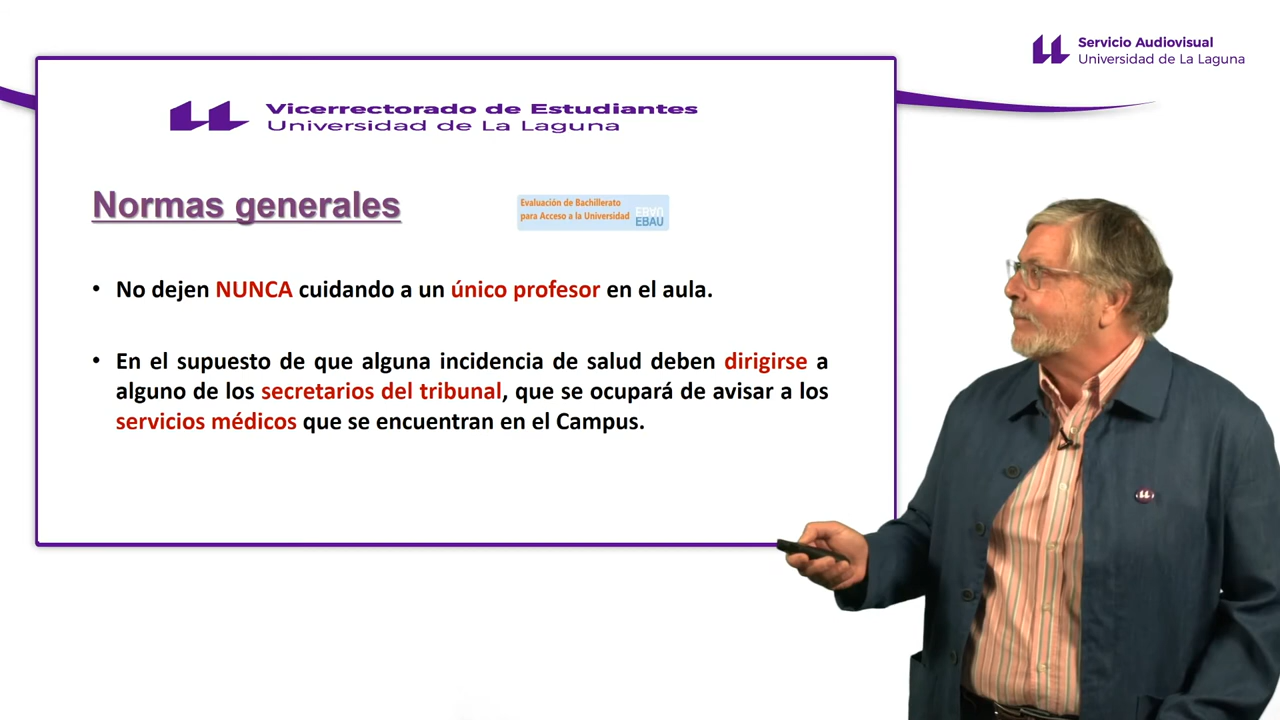 Servicio Audiovisual
Universidad de La Laguna
Vicerrectorado de Estudiantes
Universidad de La Laguna
Normas generales
Evaluación de Bachillerato
para Acceso a la Universidad
EBAU
EBAU
• No dejen NUNCA cuidando a un único profesor en el aula.
• En el supuesto de que alguna incidencia de salud deben dirigirse a
alguno de los secretarios del tribunal, que se ocupará de avisar a los
servicios médicos que se encuentran en el Campus.